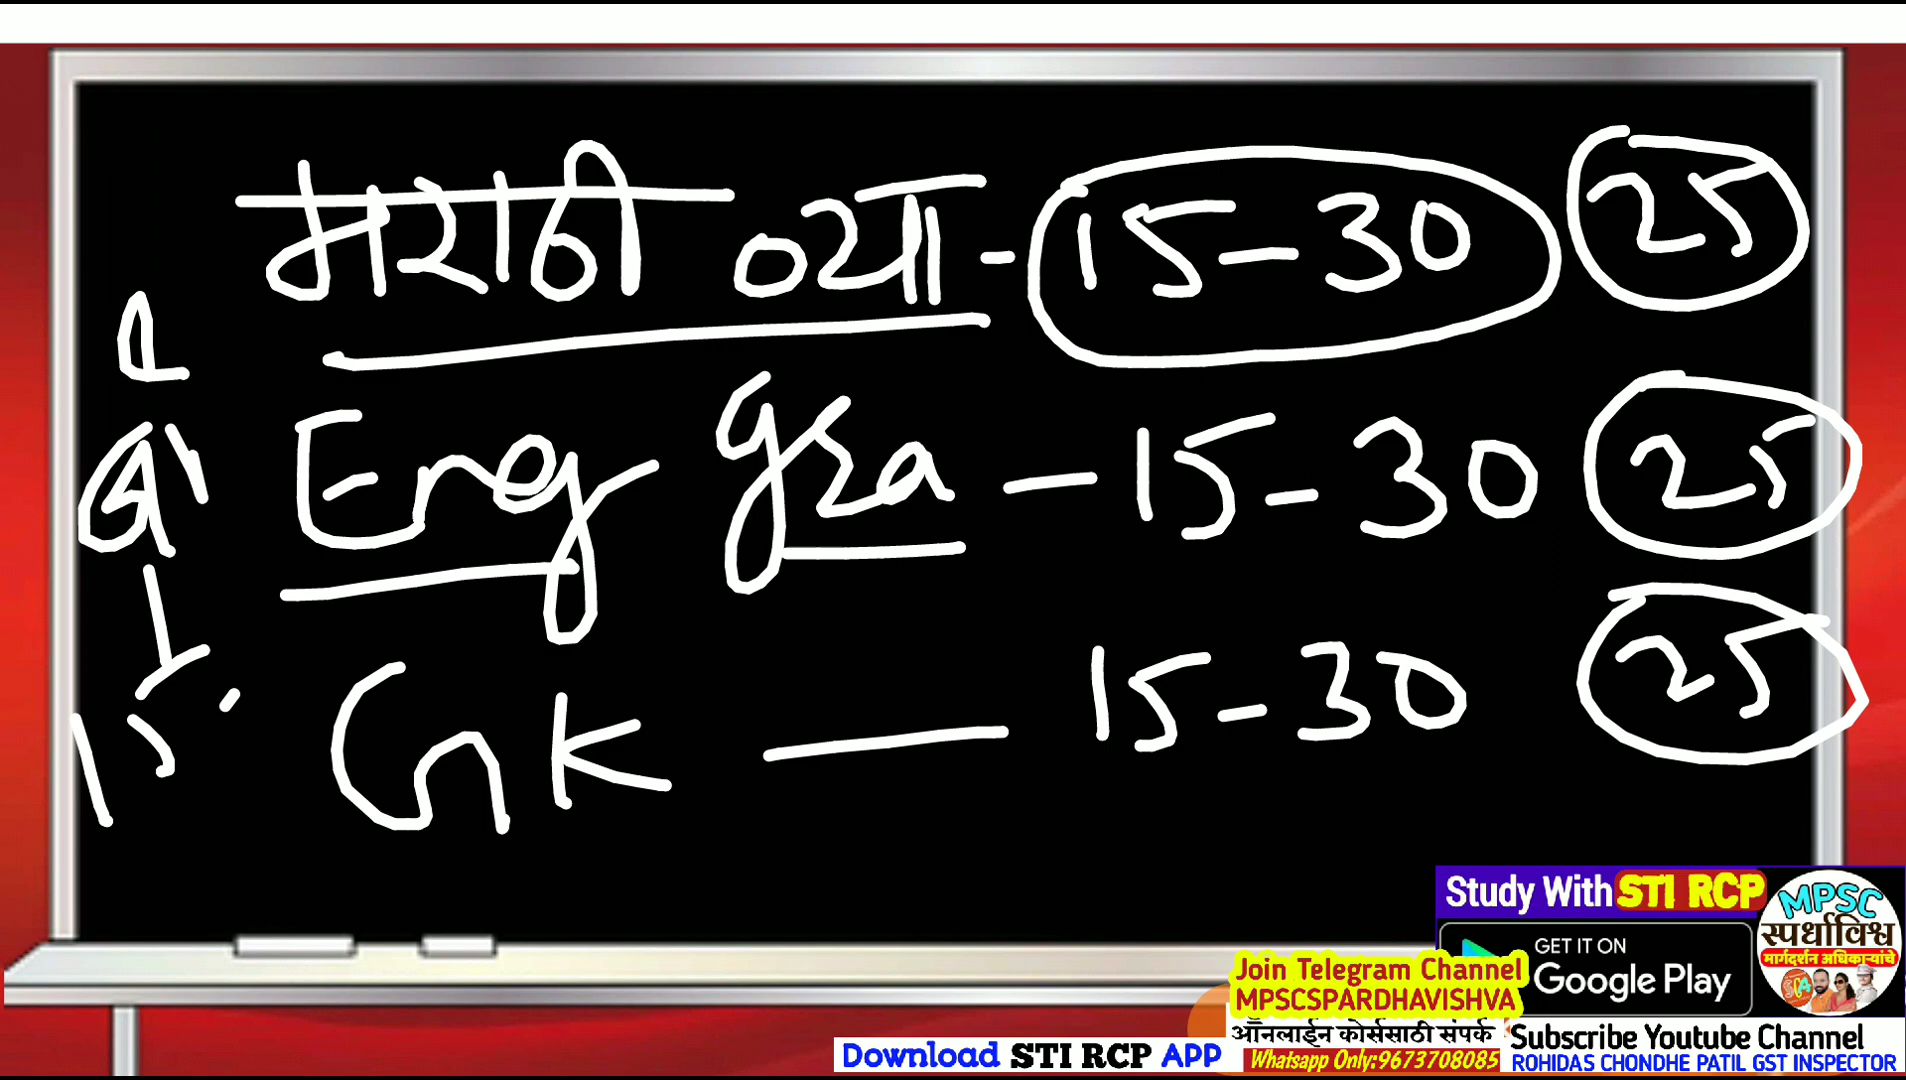 मराठी व्या - 15-30 25
Eng gra - 15-30 25
GK - 15-30 25
15
Study With STI RCP
GET IT ON
Google Play
MPSC
स्पर्धाविश्व
मार्गदर्शन अधिकाऱ्यांचे
Join Telegram Channel
MPSCSPARDHAVISHVA
ऑनलाईन कोर्ससाठी संपर्क
Whatsapp Only:9673708085
Download STI RCP APP
Subscribe Youtube Channel
ROHIDAS CHONDHE PATIL GST INSPECTOR